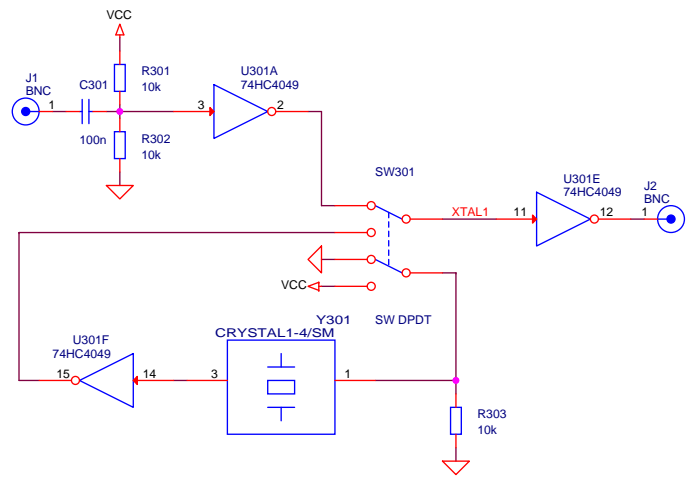 VCC
J1
BNC
1
C301
100n
R301
10k
R302
10k
U301A
74HC4049
3
2
SW301
XTAL1
11
U301E
74HC4049
12
J2
BNC
1
VCC
SW DPDT
Y301
CRYSTAL1-4/SM
3
1
U301F
74HC4049
15
14
R303
10k